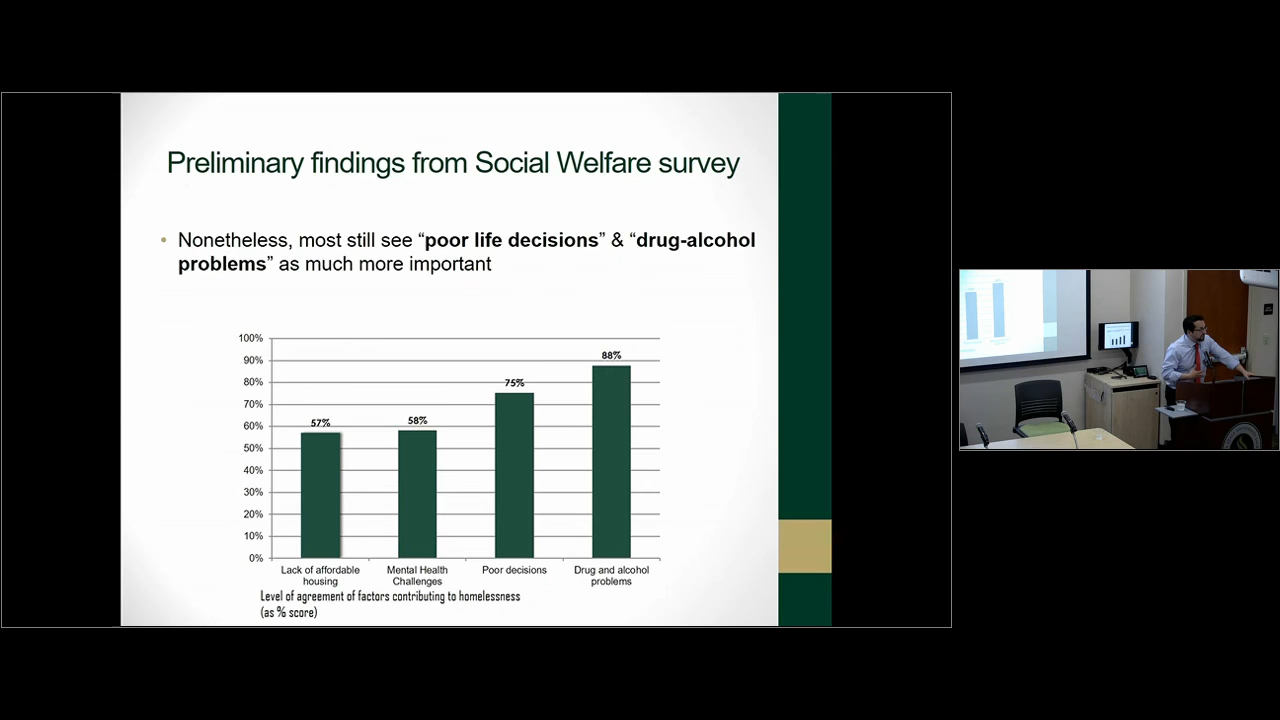 Preliminary findings from Social Welfare survey
• Nonetheless, most still see “poor life decisions” & “drug-alcohol
problems” as much more important
100%
90%
80%
70%
60%
50%
40%
30%
20%
10%
0%
57%
58%
75%
88%
Lack of affordable
housing
Mental Health
Challenges
Poor decisions
Drug and alcohol
problems
Level of agreement of factors contributing to homelessness
(as % score)